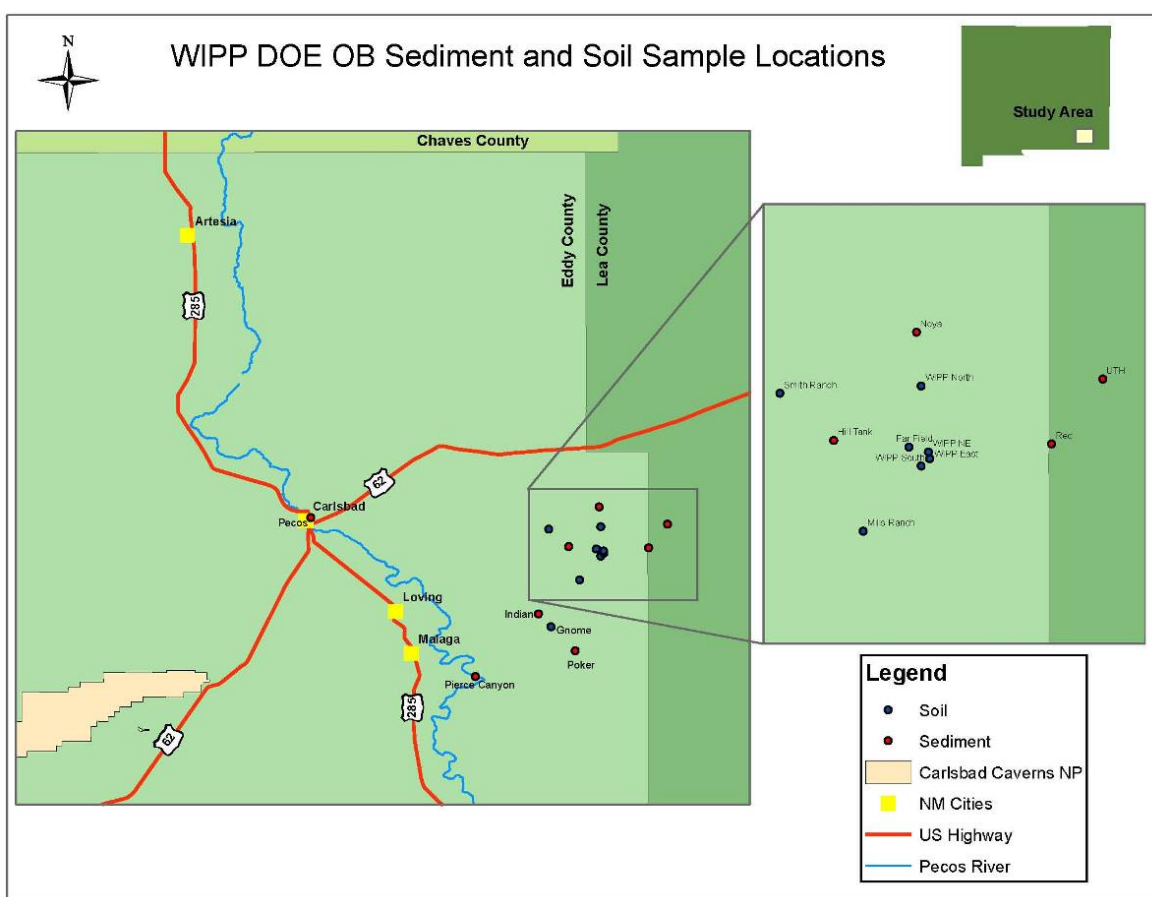 N
WIPP DOE OB Sediment and Soil Sample Locations
Study Area
Chaves County
Artesia
Eddy County
Lea County
285
62
Carlsbad
Pecos
Loving
Malaga
Indian
Gnome
Poker
Pierce Canyon
285
62
Noya
WIPP North
UTH
Smith Ranch
Hill Tank
Far Field
WIPP NE
Red
WIPP East
WIPP South
Mills Ranch
Legend
Soil
Sediment
Carlsbad Caverns NP
NM Cities
US Highway
Pecos River